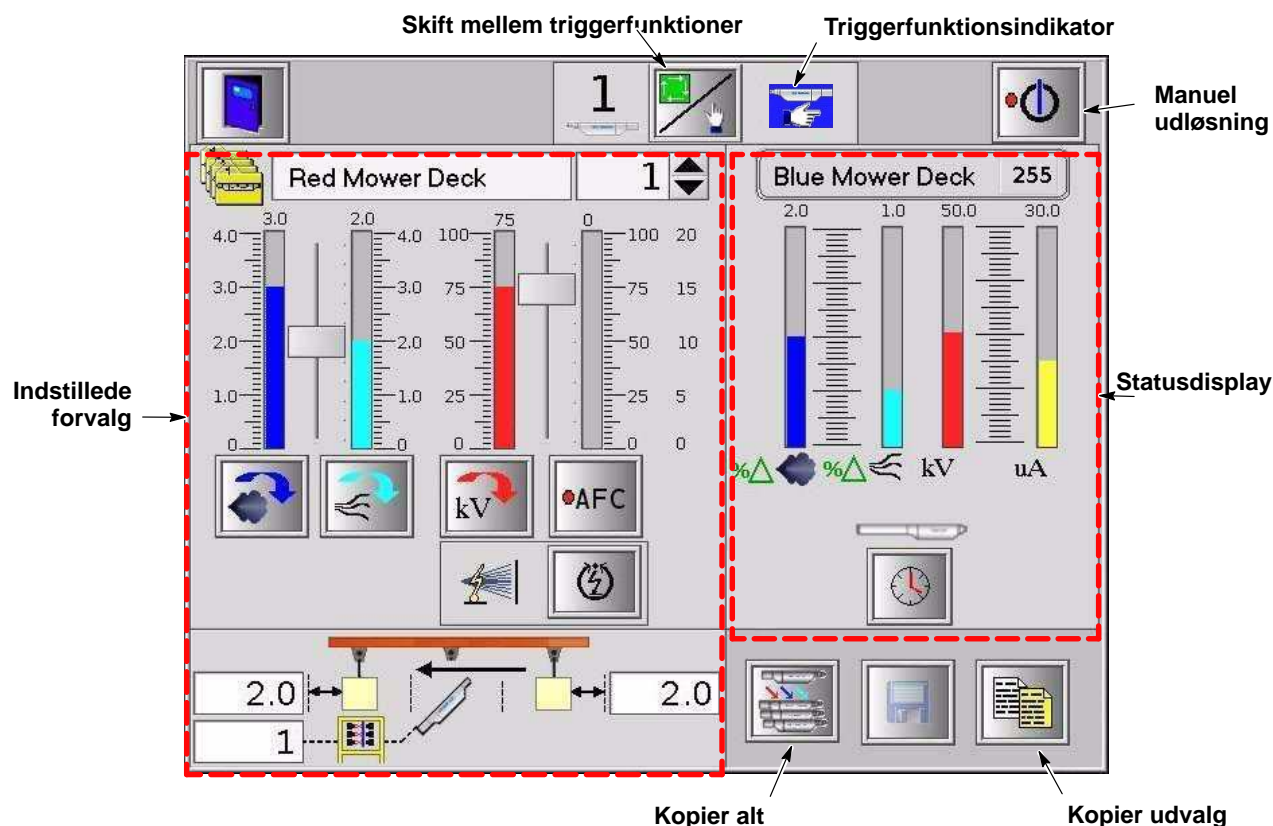 Skift mellem triggerfunktioner
Triggerfunktionsindikator
1
Manuel
udløsning
Red Mower Deck 1
Blue Mower Deck 255
3.0 2.0 75 0
2.0 1.0 50.0 30.0
4.0 4.0 100 100 20
3.0 3.0 75 75 15
2.0 2.0 50 50 10
1.0 1.0 25 25 5
0 0 0 0 0
Indstillede
forvalg
Statusdisplay
%△ %△ kV uA
kV AFC
2.0 2.0
1
Kopier alt
Kopier udvalg